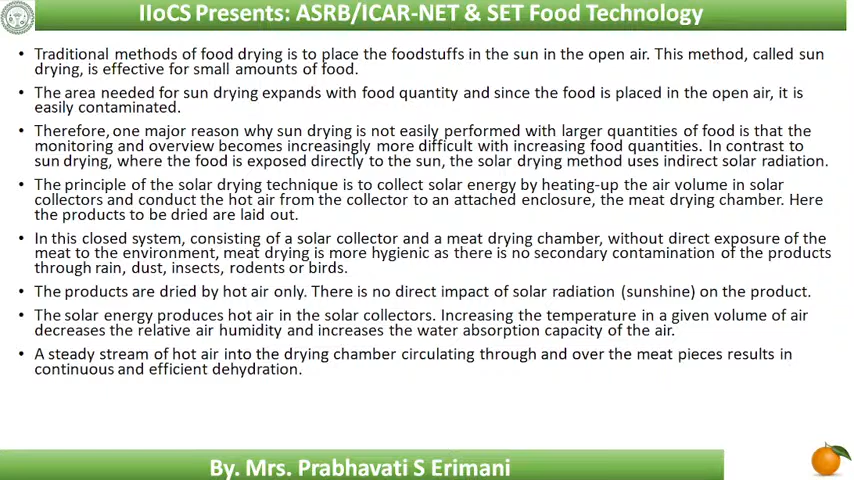 IIoCS Presents: ASRB/ICAR-NET & SET Food Technology
• Traditional methods of food drying is to place the foodstuffs in the sun in the open air. This method, called sun
drying, is effective for small amounts of food.
• The area needed for sun drying expands with food quantity and since the food is placed in the open air, it is
easily contaminated.
• Therefore, one major reason why sun drying is not easily performed with larger quantities of food is that the
monitoring and overview becomes increasingly more difficult with increasing food quantities. In contrast to
sun drying, where the food is exposed directly to the sun, the solar drying method uses indirect solar radiation.
• The principle of the solar drying technique is to collect solar energy by heating-up the air volume in solar
collectors and conduct the hot air from the collector to an attached enclosure, the meat drying chamber. Here
the products to be dried are laid out.
• In this closed system, consisting of a solar collector and a meat drying chamber, without direct exposure of the
meat to the environment, meat drying is more hygienic as there is no secondary contamination of the products
through rain, dust, insects, rodents or birds.
• The products are dried by hot air only. There is no direct impact of solar radiation (sunshine) on the product.
• The solar energy produces hot air in the solar collectors. Increasing the temperature in a given volume of air
decreases the relative air humidity and increases the water absorption capacity of the air.
• A steady stream of hot air into the drying chamber circulating through and over the meat pieces results in
continuous and efficient dehydration.
By. Mrs. Prabhavati S Erimani